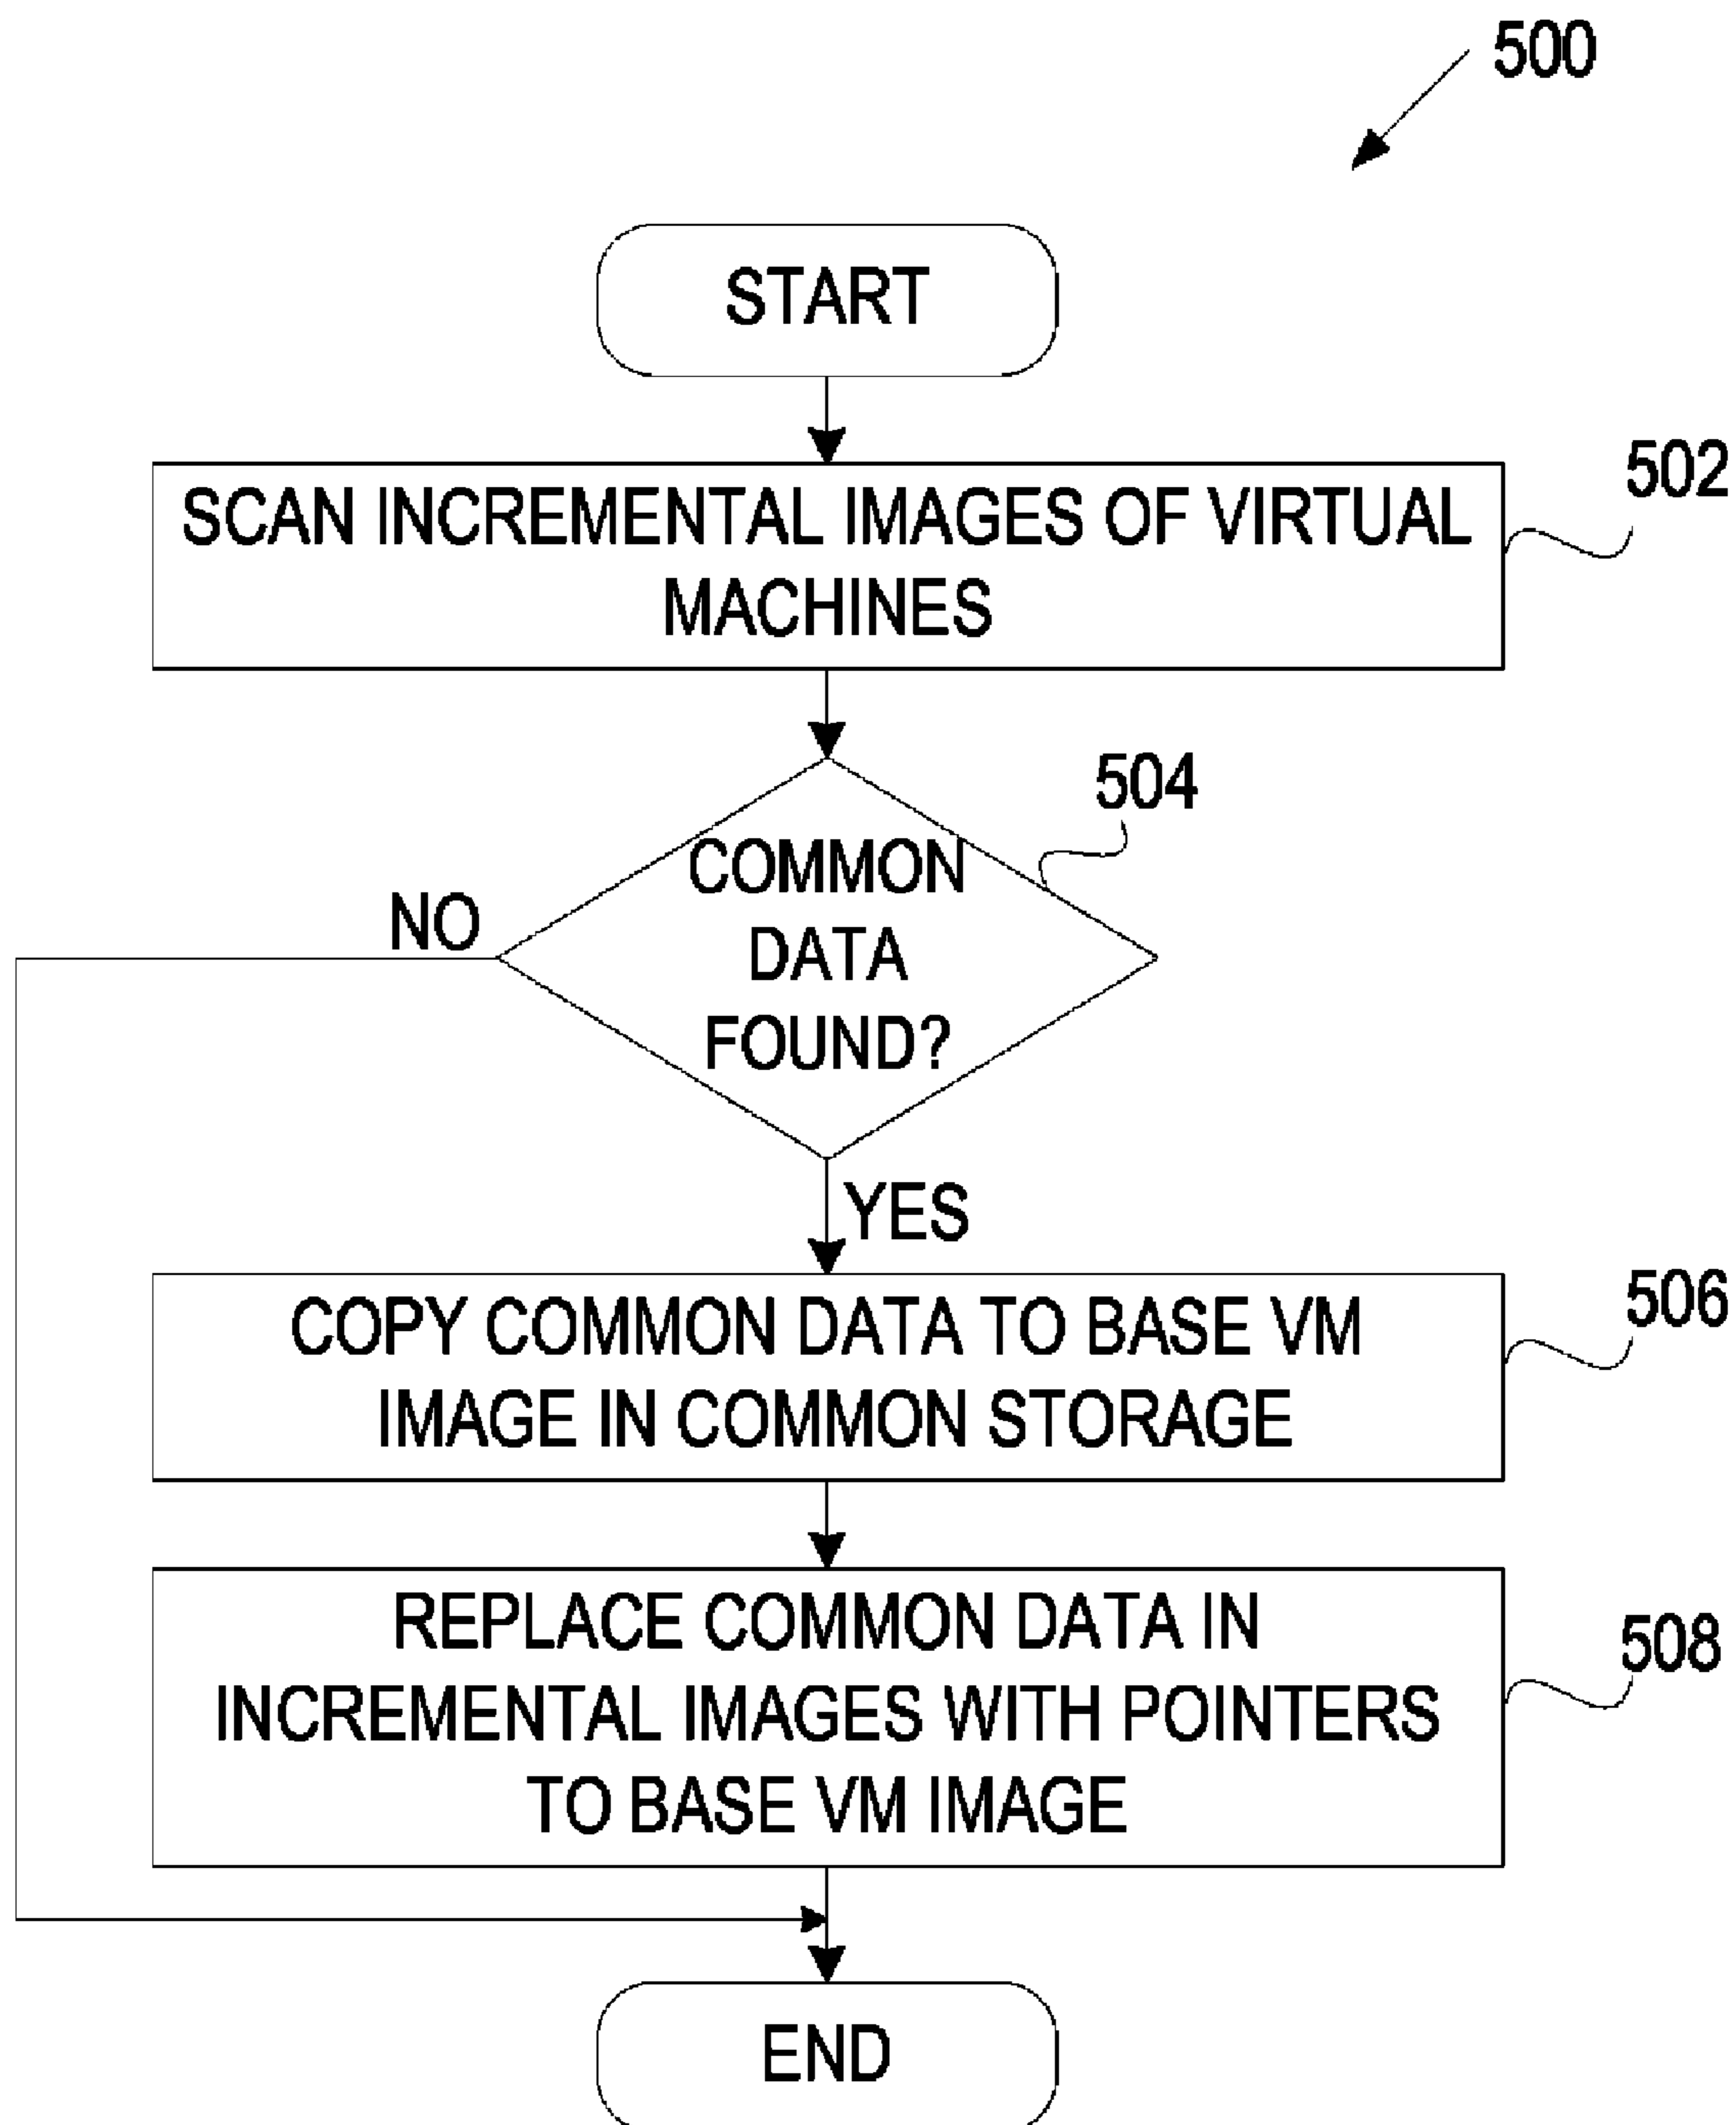 500
START
SCAN INCREMENTAL IMAGES OF VIRTUAL
MACHINES
502
504
COMMON
DATA
FOUND?
NO
YES
COPY COMMON DATA TO BASE VM
IMAGE IN COMMON STORAGE
506
REPLACE COMMON DATA IN
INCREMENTAL IMAGES WITH POINTERS
TO BASE VM IMAGE
508
END